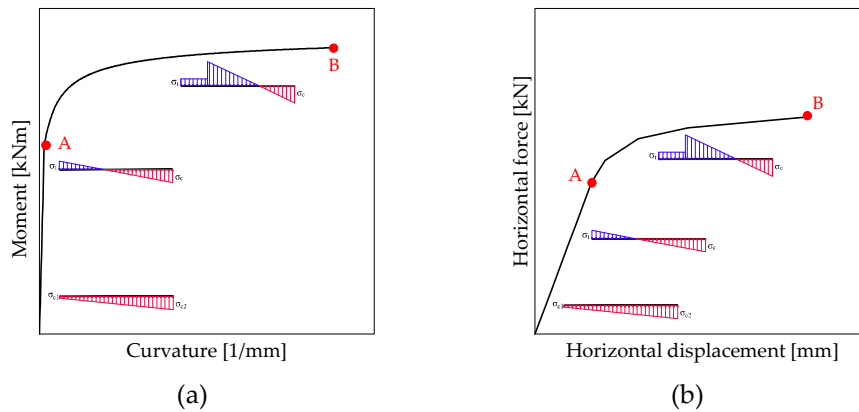 Moment [kNm]
B
σt
σc
A
σt
σc
σc1
σc2
Curvature [1/mm]
(a)
Horizontal force [kN]
B
σt
σc
A
σt
σc
σc1
σc2
Horizontal displacement [mm]
(b)